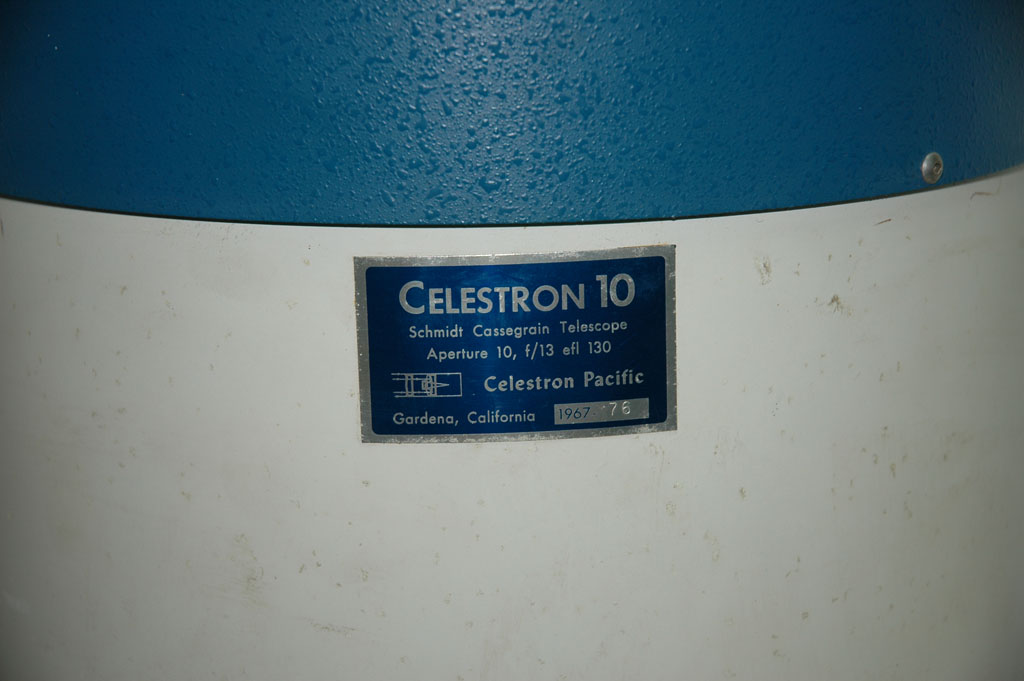 CELESTRON 10
Schmidt Cassegrain Telescope
Aperture 10, f/13 efl 130
Celestron Pacific
Gardena, California 1967- 76